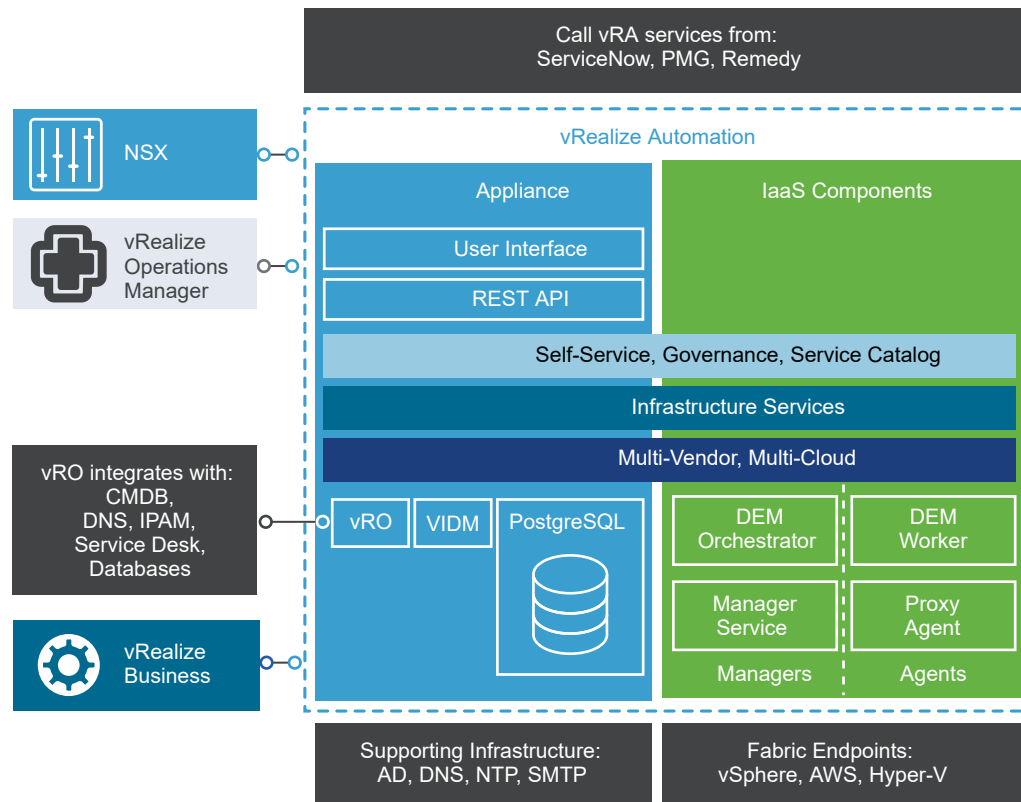 Call vRA services from:
ServiceNow, PMG, Remedy
NSX
vRealize
Operations
Manager
vRO integrates with:
CMDB,
DNS, IPAM,
Service Desk,
Databases
vRealize
Business
vRealize Automation
Appliance
User Interface
REST API
IaaS Components
Self-Service, Governance, Service Catalog
Infrastructure Services
Multi-Vendor, Multi-Cloud
vRO
VIDM
PostgreSQL
DEM
Orchestrator
DEM
Worker
Manager
Service
Proxy
Agent
Managers
Agents
Supporting Infrastructure:
AD, DNS, NTP, SMTP
Fabric Endpoints:
vSphere, AWS, Hyper-V